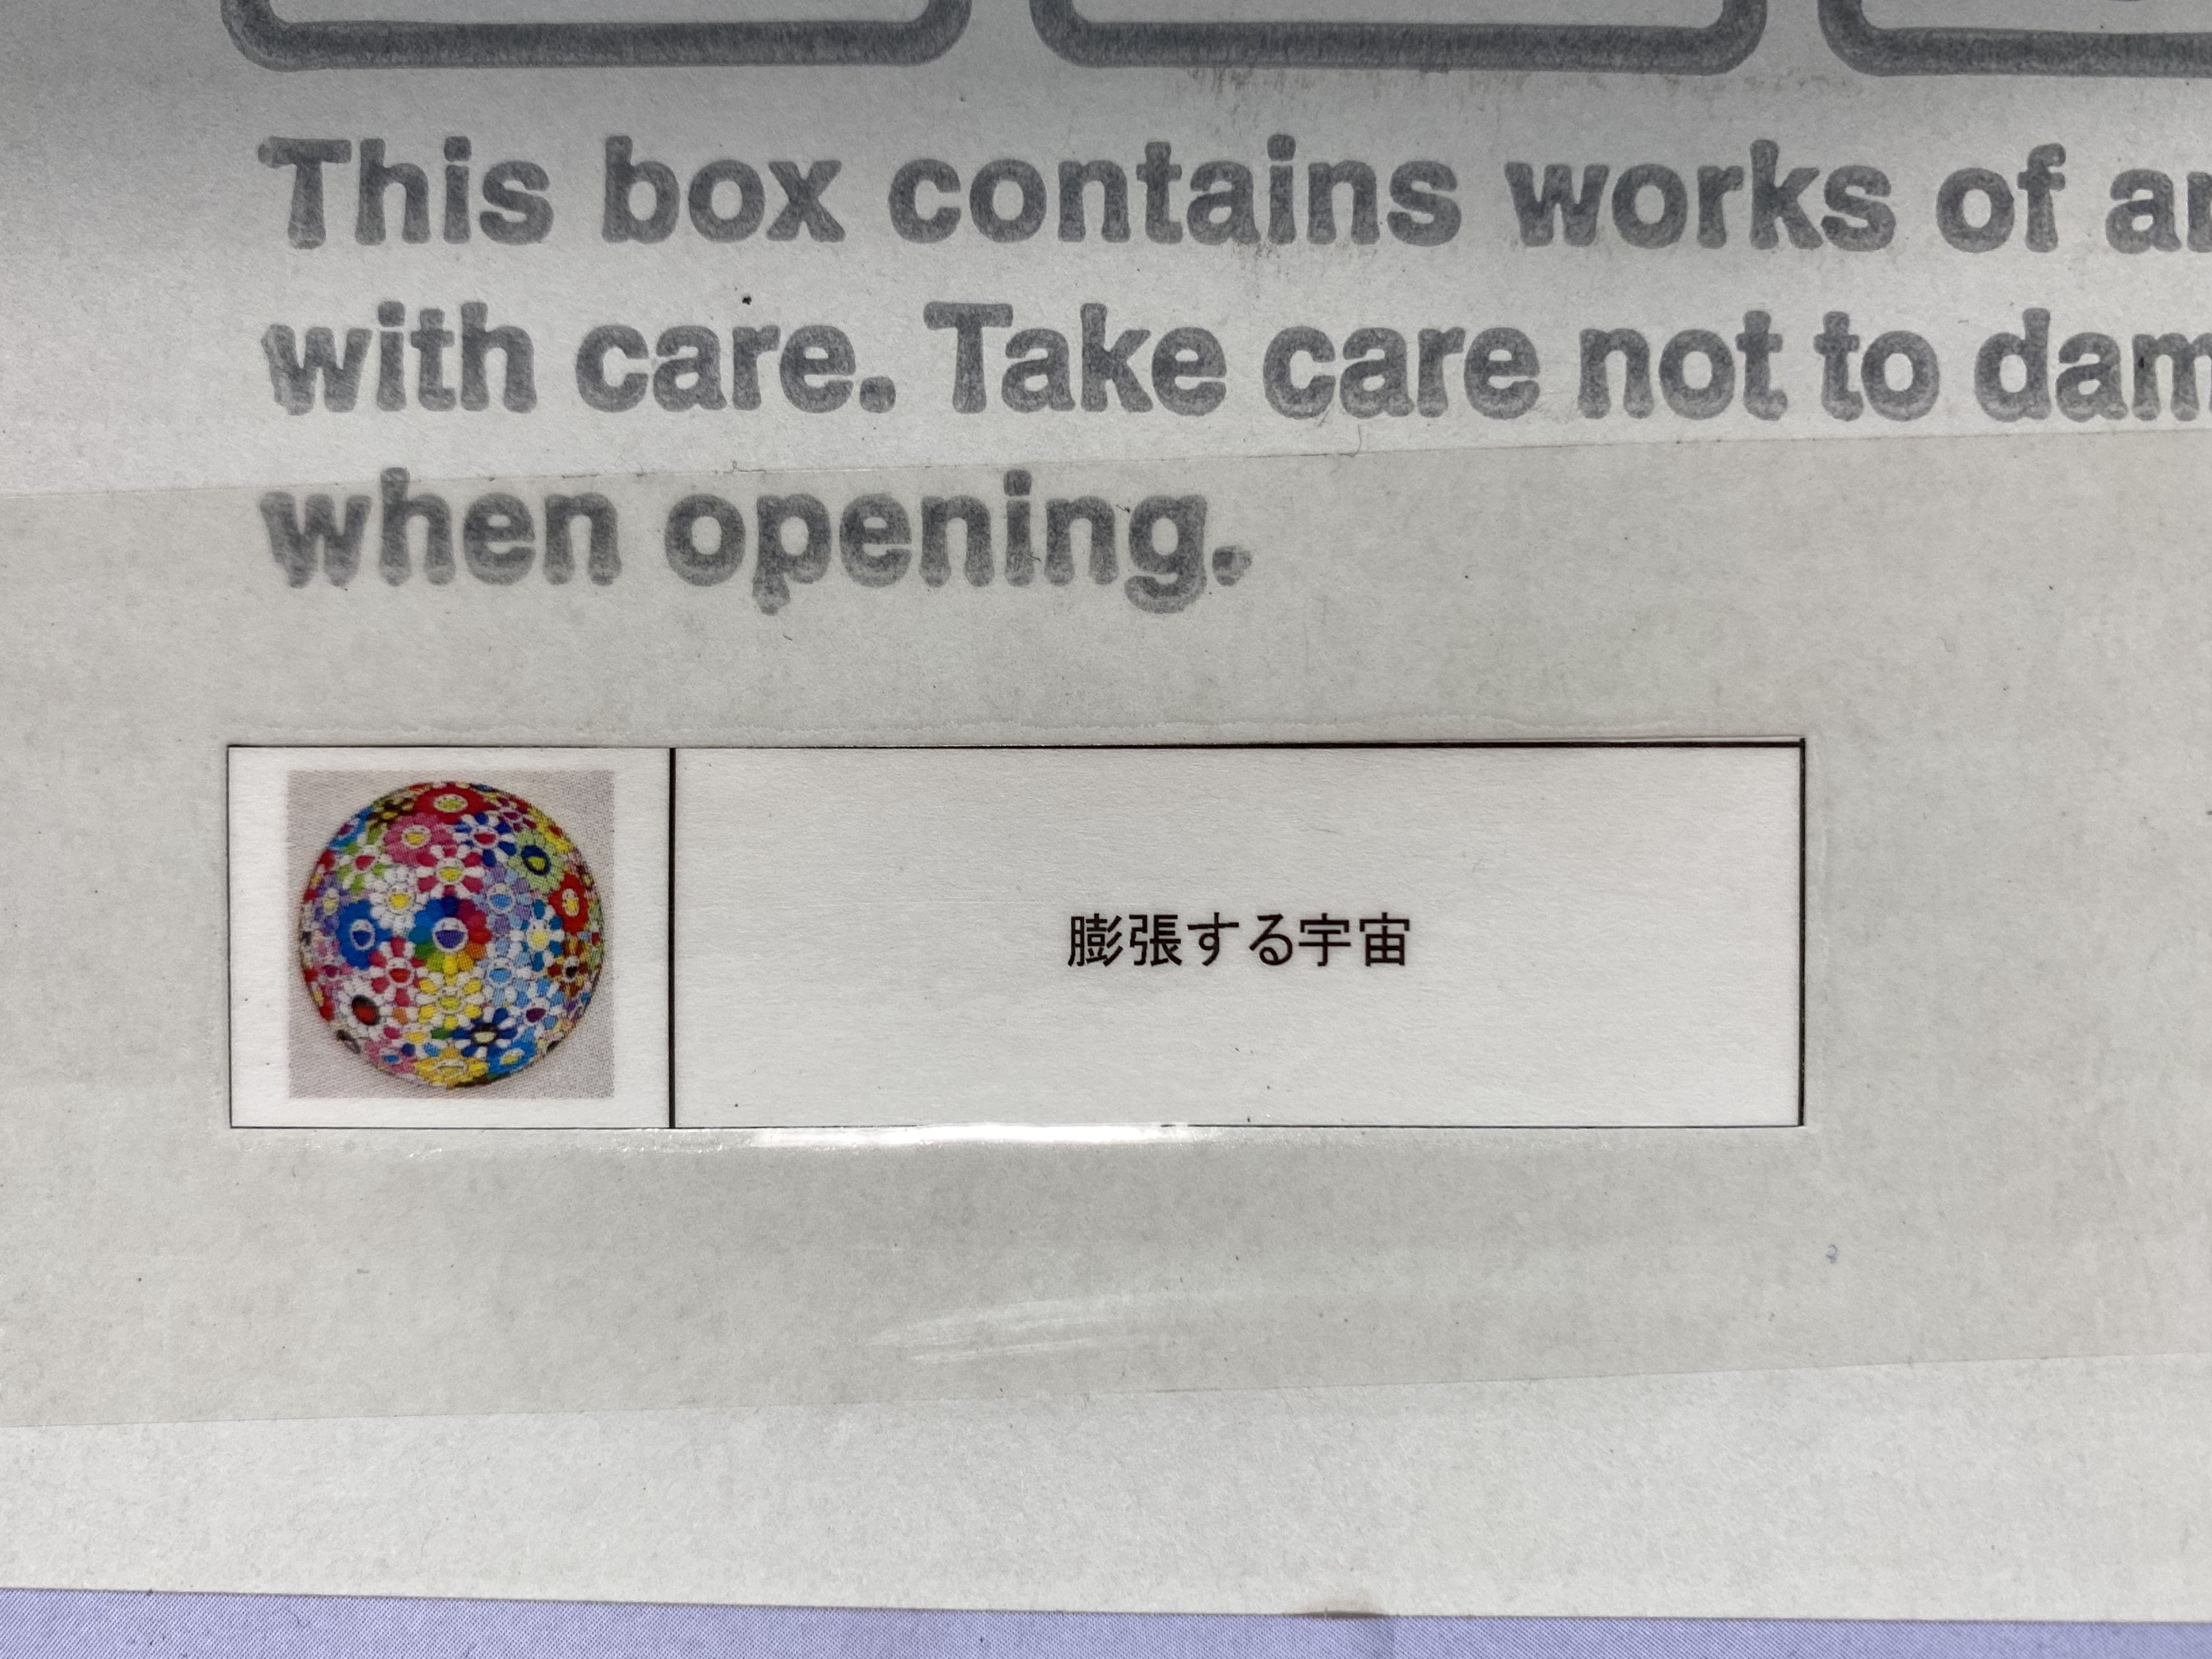 This box contains works of
with care. Take care not to
when opening.
膨張する宇宙